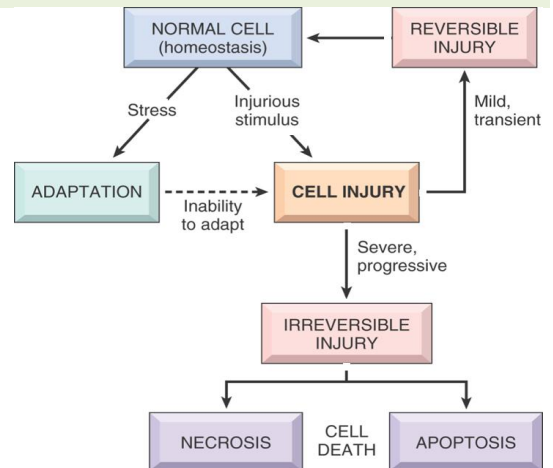 NORMAL CELL
(homeostasis)
REVERSIBLE
INJURY
Stress
Injurious
stimulus
Mild,
transient
ADAPTATION
Inability
to adapt
CELL INJURY
Severe,
progressive
IRREVERSIBLE
INJURY
NECROSIS
CELL
DEATH
APOPTOSIS